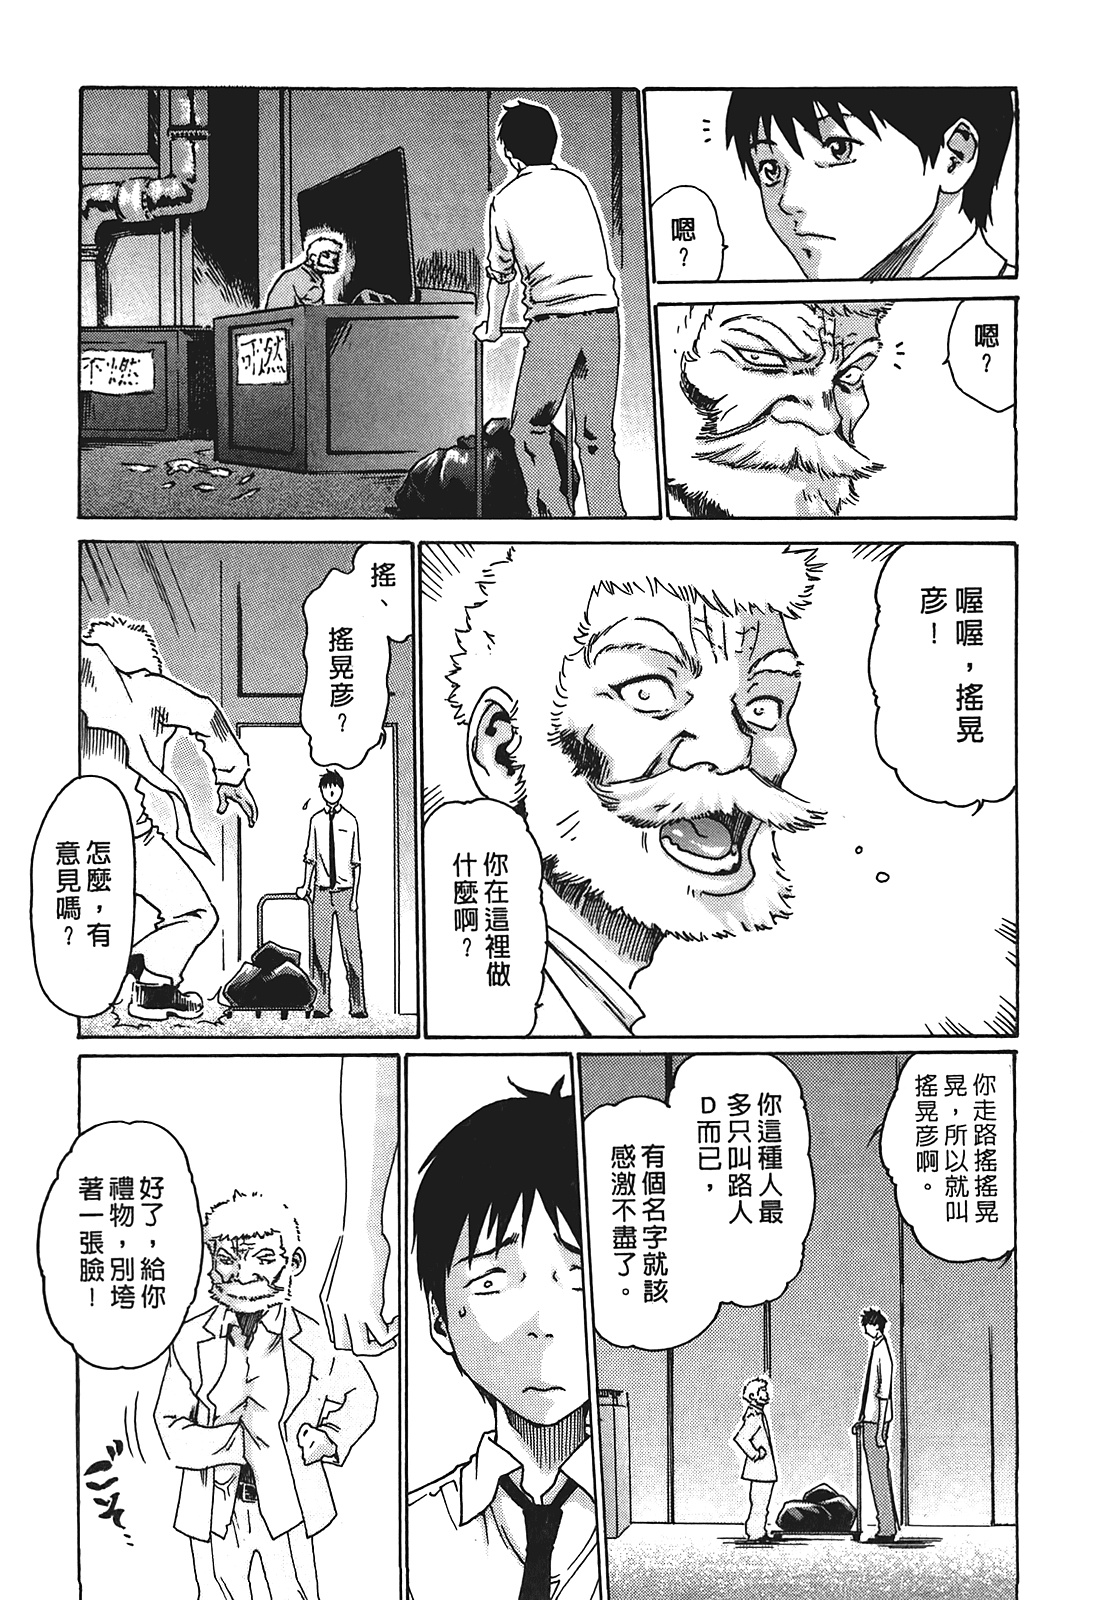 嗯？
可燃
不燃
嗯？
喔喔，搖晃
彥！
你在這裡做
什麼啊？
搖、
搖晃彥？
怎麼，有
意見嗎？
你走路搖搖晃
晃，所以就叫
搖晃彥啊。
你這種人最
多只叫路人
D而已，
有個名字就該
感激不盡了。
好了，給你
禮物，別垮
著一張臉！
ごそ